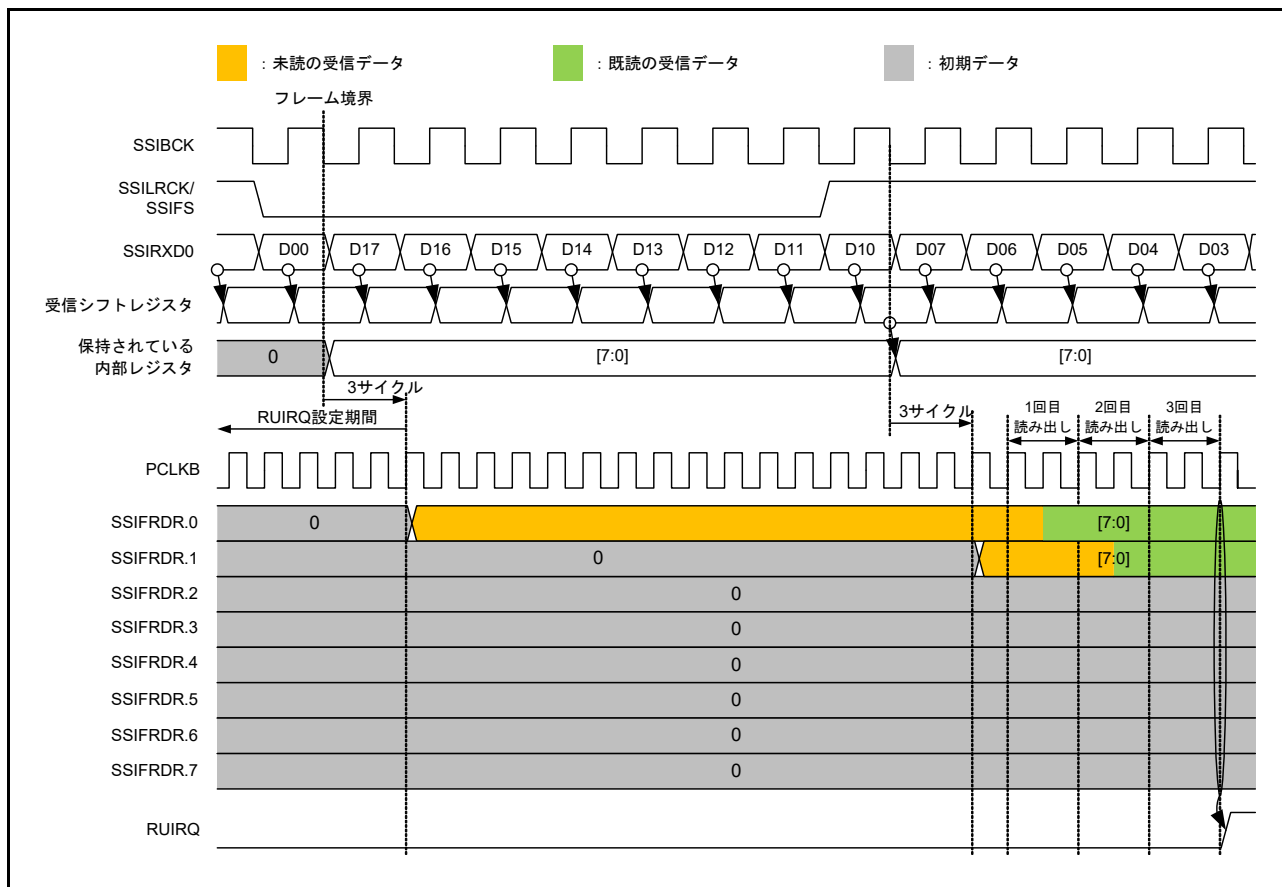 ：未読の受信データ
：既読の受信データ
：初期データ
フレーム境界
SSIBCK
SSILRCK/
SSIFS
SSIRXD0
D00
D17
D16
D15
D14
D13
D12
D11
D10
D07
D06
D05
D04
D03
受信シフトレジスタ
保持されている
内部レジスタ
0
[7:0]
[7:0]
3サイクル
RUIRQ設定期間
3サイクル
1回目
読み出し
2回目
読み出し
3回目
読み出し
PCLKB
SSIFRDR.0
0
[7:0]
SSIFRDR.1
0
[7:0]
SSIFRDR.2
0
SSIFRDR.3
0
SSIFRDR.4
0
SSIFRDR.5
0
SSIFRDR.6
0
SSIFRDR.7
0
RUIRQ